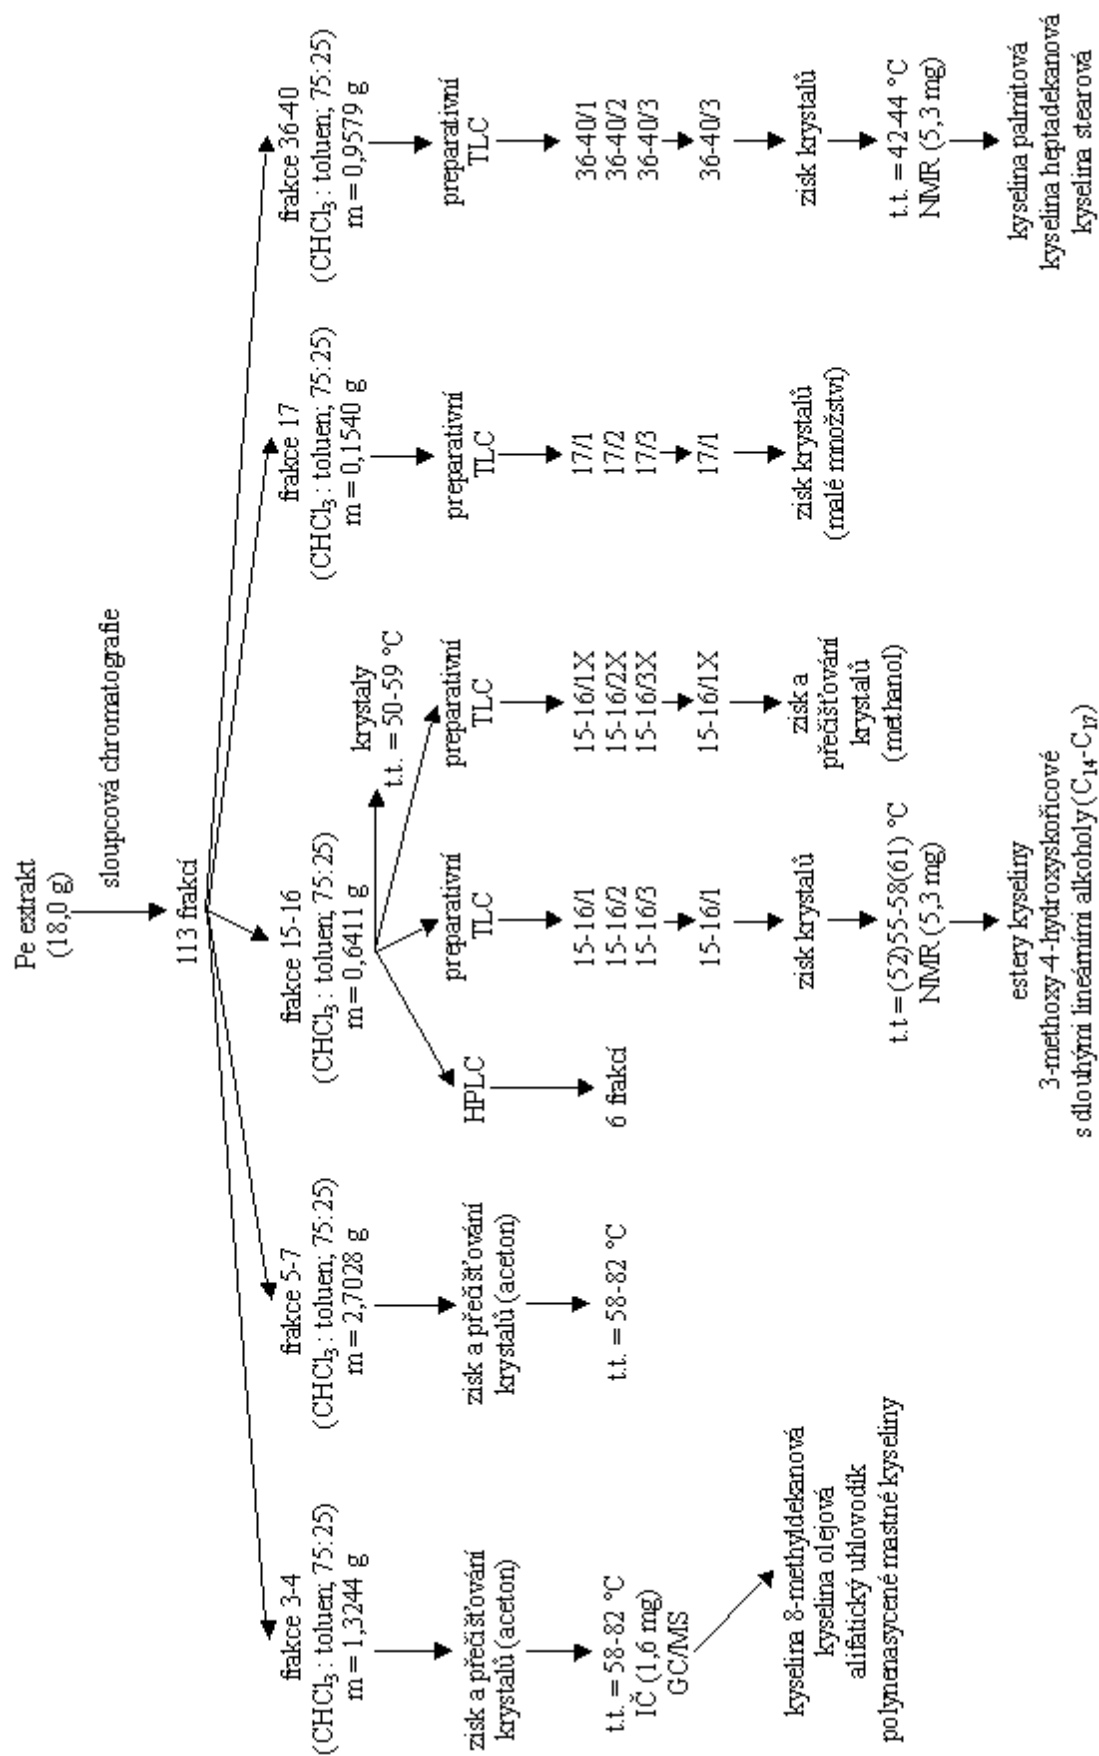 Pe extrakt
(18,0 g)
sloupcová chromatografie
113 frakcí
frakce 3-4
(CHCl₃ : toluen; 75:25)
m = 1,3244 g
zisk a přečišťování
krystalů (aceton)
t.t. = 58-82 °C
IČ (1,6 mg)
GC/MS
kyselina 8-methyldekanová
kyselina olejová
alifatický uhlovodík
polynenasycené mastné kyseliny
frakce 5-7
(CHCl₃ : toluen; 75:25)
m = 2,7028 g
zisk a přečišťování
krystalů (aceton)
t.t. = 58-82 °C
frakce 15-16
(CHCl₃ : toluen; 75:25)
m = 0,6411 g
HPLC
6 frakcí
preparativní
TLC
15-16/1
15-16/2
15-16/3
15-16/1
zisk krystalů
t.t =(52)55-58(61) °C
NMR (5,3 mg)
estery kyseliny
3-methoxy-4-hydroxyskořicové
s dlouhými lineárními alkoholy (C₁₄-C₁₇)
krystaly
t.t. = 50-59 °C
preparativní
TLC
15-16/1X
15-16/2X
15-16/3X
15-16/1X
zisk a
přečišťování
krystalů
(methanol)
frakce 17
(CHCl₃ : toluen; 75:25)
m = 0,1540 g
preparativní
TLC
17/1
17/2
17/3
17/1
zisk krystalů
(malé množství)
frakce 36-40
(CHCl₃ : toluen; 75:25)
m = 0,9579 g
preparativní
TLC
36-40/1
36-40/2
36-40/3
36-40/3
zisk krystalů
t.t. = 42-44 °C
NMR (5,3 mg)
kyselina palmitová
kyselina heptadekanová
kyselina stearová